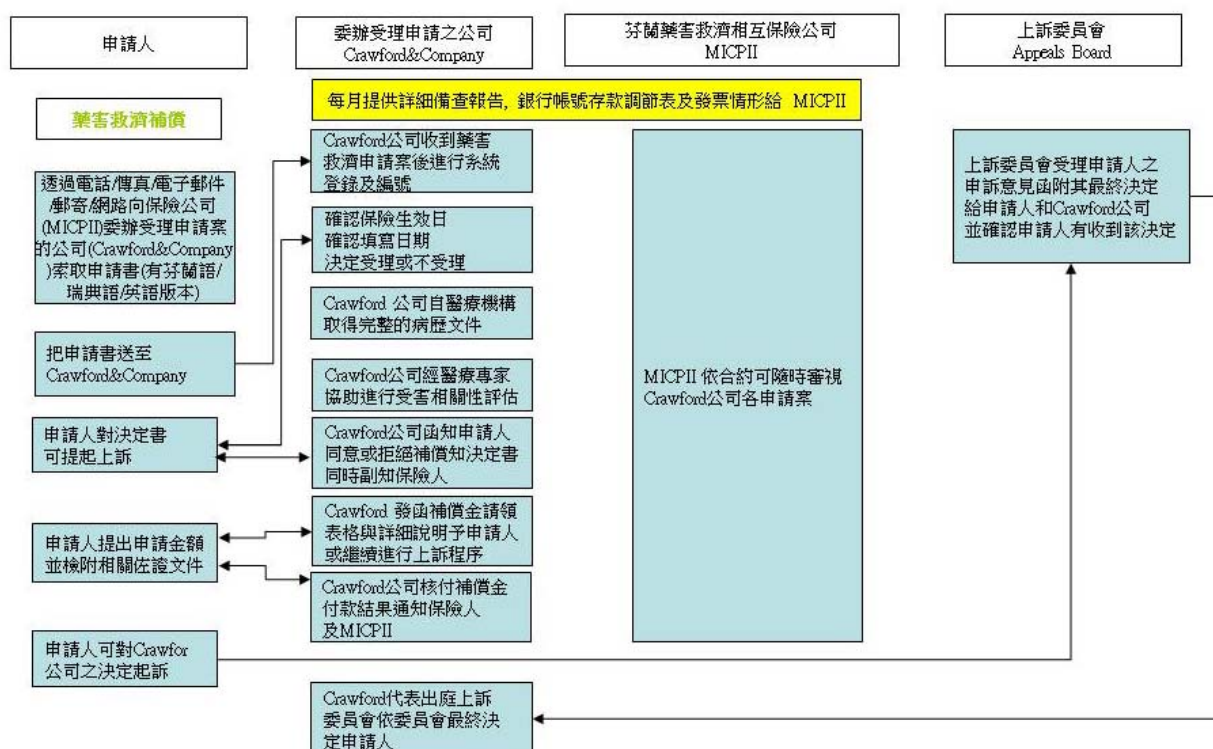 申請人
委辦受理申請之公司
Crawford&Company
芬蘭藥害救濟相互保險公司
MICPII
上訴委員會
Appeals Board
每月提供詳細備查報告, 銀行帳號存款調節表及發票情形給 MICPII
藥害救濟補償
透過電話/傳真/電子郵件
/郵寄/網路向保險公司
(MICPII)委辦受理申請案
的公司(Crawford&Company
)索取申請書(有芬蘭語/
瑞典語/英語版本)
把申請書送至
Crawford&Company
申請人對決定書
可提起上訴
申請人提出申請金額
並檢附相關佐證文件
申請人可對Crawfor
公司之決定起訴
Crawford公司收到藥害
救濟申請案後進行系統
登錄及編號
確認保險生效日
確認填寫日期
決定受理或不受理
Crawford 公司自醫療機構
取得完整的病歷文件
Crawford公司經醫療專家
協助進行受害相關性評估
Crawford公司函知申請人
同意或拒絕補償知決定書
同時副知保險人
Crawford 發函補償金請領
表格與詳細說明予申請人
或繼續進行上訴程序
Crawford公司核付補償金
付款結果通知保險人
及MICPII
Crawford代表出庭上訴
委員會依委員會最終決
定申請人
MICPII 依合約可隨時審視
Crawford公司各申請案
上訴委員會受理申請人之
申訴意見函附其最終決定
給申請人和Crawford公司
並確認申請人有收到該決定